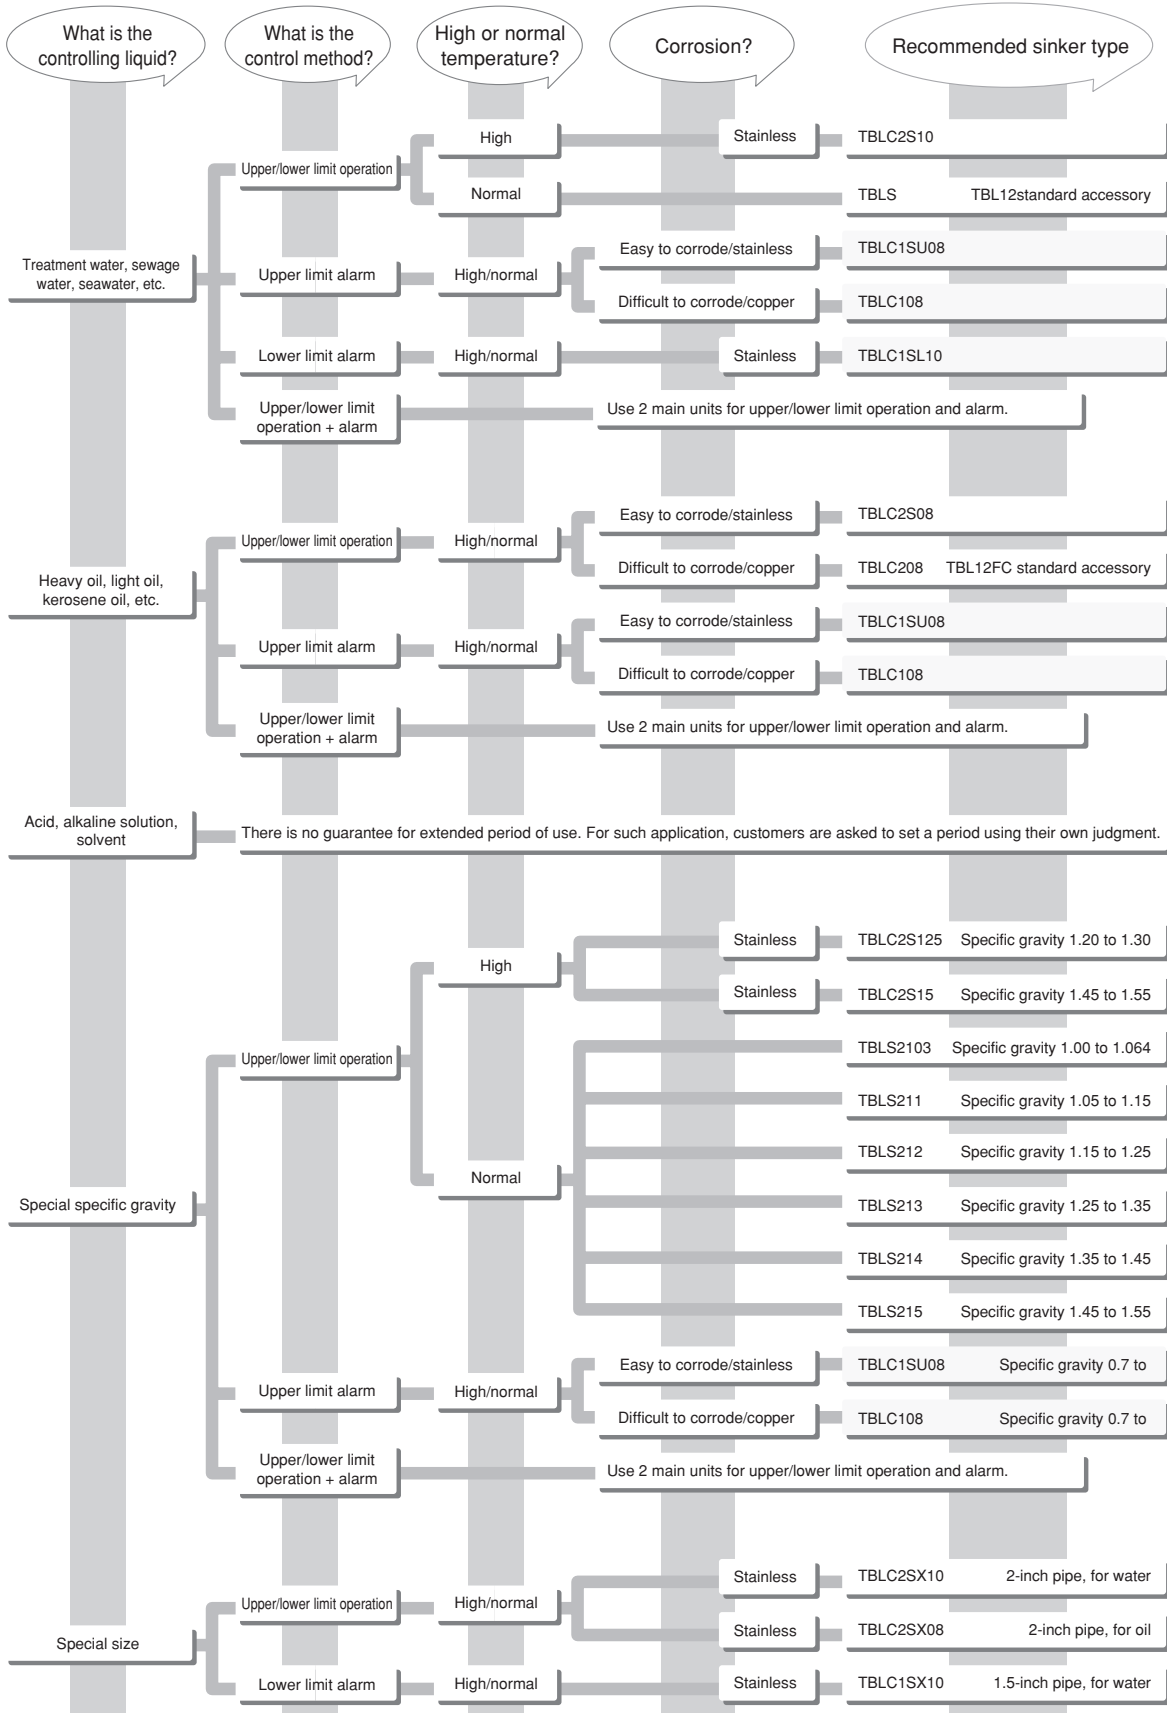 What is the
controlling liquid?
What is the
control method?
High or normal
temperature?
Corrosion?
Recommended sinker type
Treatment water, sewage
water, seawater, etc.
Upper/lower limit operation
High
Stainless
TBLC2S10
Normal
TBLS TBL12standard accessory
Upper limit alarm
High/normal
Easy to corrode/stainless
TBLC1SU08
Difficult to corrode/copper
TBLC108
Lower limit alarm
High/normal
Stainless
TBLC1SL10
Upper/lower limit
operation + alarm
Use 2 main units for upper/lower limit operation and alarm.
Heavy oil, light oil,
kerosene oil, etc.
Upper/lower limit operation
High/normal
Easy to corrode/stainless
TBLC2S08
Difficult to corrode/copper
TBLC208 TBL12FC standard accessory
Upper limit alarm
High/normal
Easy to corrode/stainless
TBLC1SU08
Difficult to corrode/copper
TBLC108
Upper/lower limit
operation + alarm
Use 2 main units for upper/lower limit operation and alarm.
Acid, alkaline solution,
solvent
There is no guarantee for extended period of use. For such application, customers are asked to set a period using their own judgment.
Special specific gravity
Upper/lower limit operation
High
Stainless
TBLC2S125 Specific gravity 1.20 to 1.30
Stainless
TBLC2S15 Specific gravity 1.45 to 1.55
Normal
TBLS2103 Specific gravity 1.00 to 1.064
TBLS211 Specific gravity 1.05 to 1.15
TBLS212 Specific gravity 1.15 to 1.25
TBLS213 Specific gravity 1.25 to 1.35
TBLS214 Specific gravity 1.35 to 1.45
TBLS215 Specific gravity 1.45 to 1.55
Upper limit alarm
High/normal
Easy to corrode/stainless
TBLC1SU08 Specific gravity 0.7 to
Difficult to corrode/copper
TBLC108 Specific gravity 0.7 to
Upper/lower limit
operation + alarm
Use 2 main units for upper/lower limit operation and alarm.
Special size
Upper/lower limit operation
High/normal
Stainless
TBLC2SX10 2-inch pipe, for water
Stainless
TBLC2SX08 2-inch pipe, for oil
Lower limit alarm
High/normal
Stainless
TBLC1SX10 1.5-inch pipe, for water